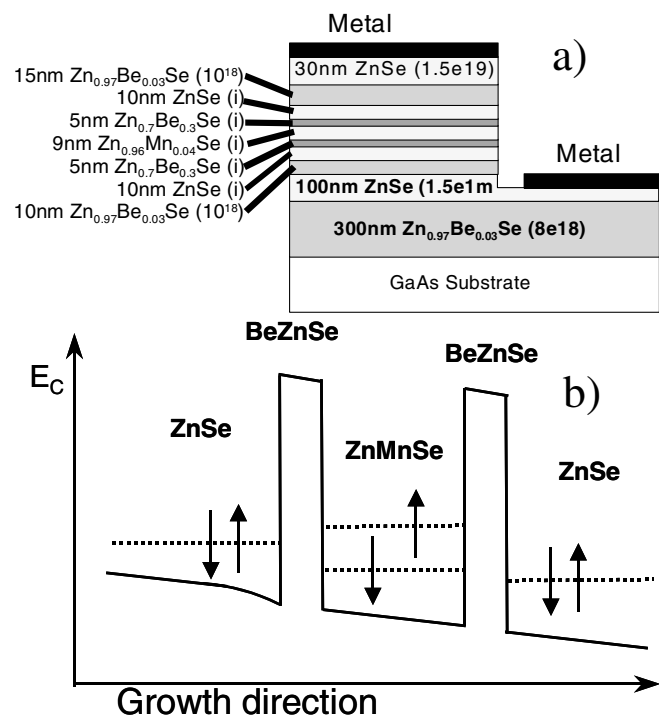 Metal
a)
15nm Zn0.97Be0.03Se (10¹⁸)
30nm ZnSe (1.5e19)
10nm ZnSe (i)
5nm Zn0.7Be0.3Se (i)
9nm Zn0.96Mn0.04Se (i)
5nm Zn0.7Be0.3Se (i)
10nm ZnSe (i)
10nm Zn0.97Be0.03Se (10¹⁸)
Metal
100nm ZnSe (1.5e1m
300nm Zn0.97Be0.03Se (8e18)
GaAs Substrate
BeZnSe
BeZnSe
EC
b)
ZnSe
ZnMnSe
ZnSe
Growth direction